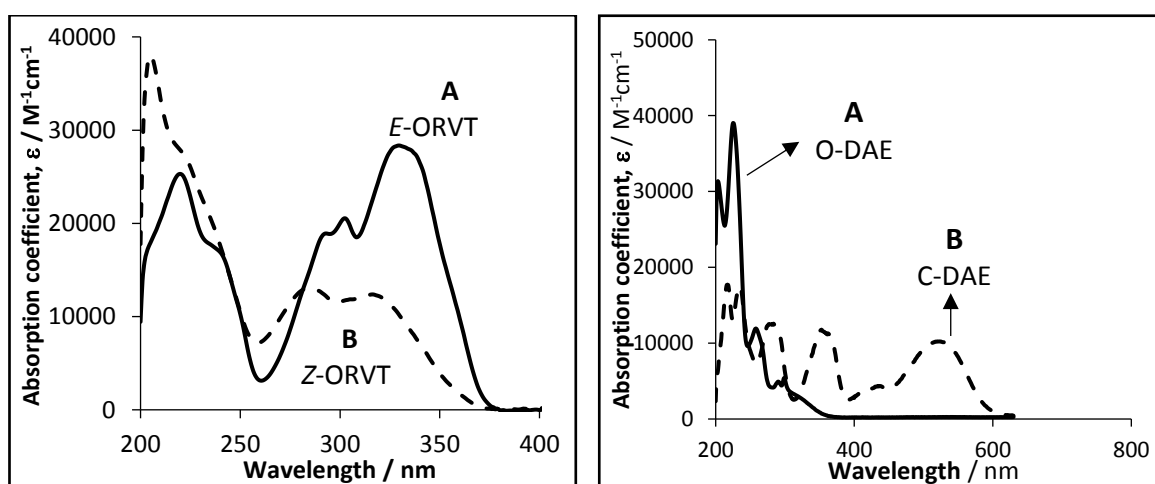 Absorption coefficient, ε / M⁻¹cm⁻¹
40000
30000
20000
10000
0
A
E-ORVT
B
Z-ORVT
200
250
300
350
400
Wavelength / nm
Absorption coefficient, ε / M⁻¹cm⁻¹
50000
40000
30000
20000
10000
0
A
O-DAE
B
C-DAE
200
400
600
800
Wavelength / nm